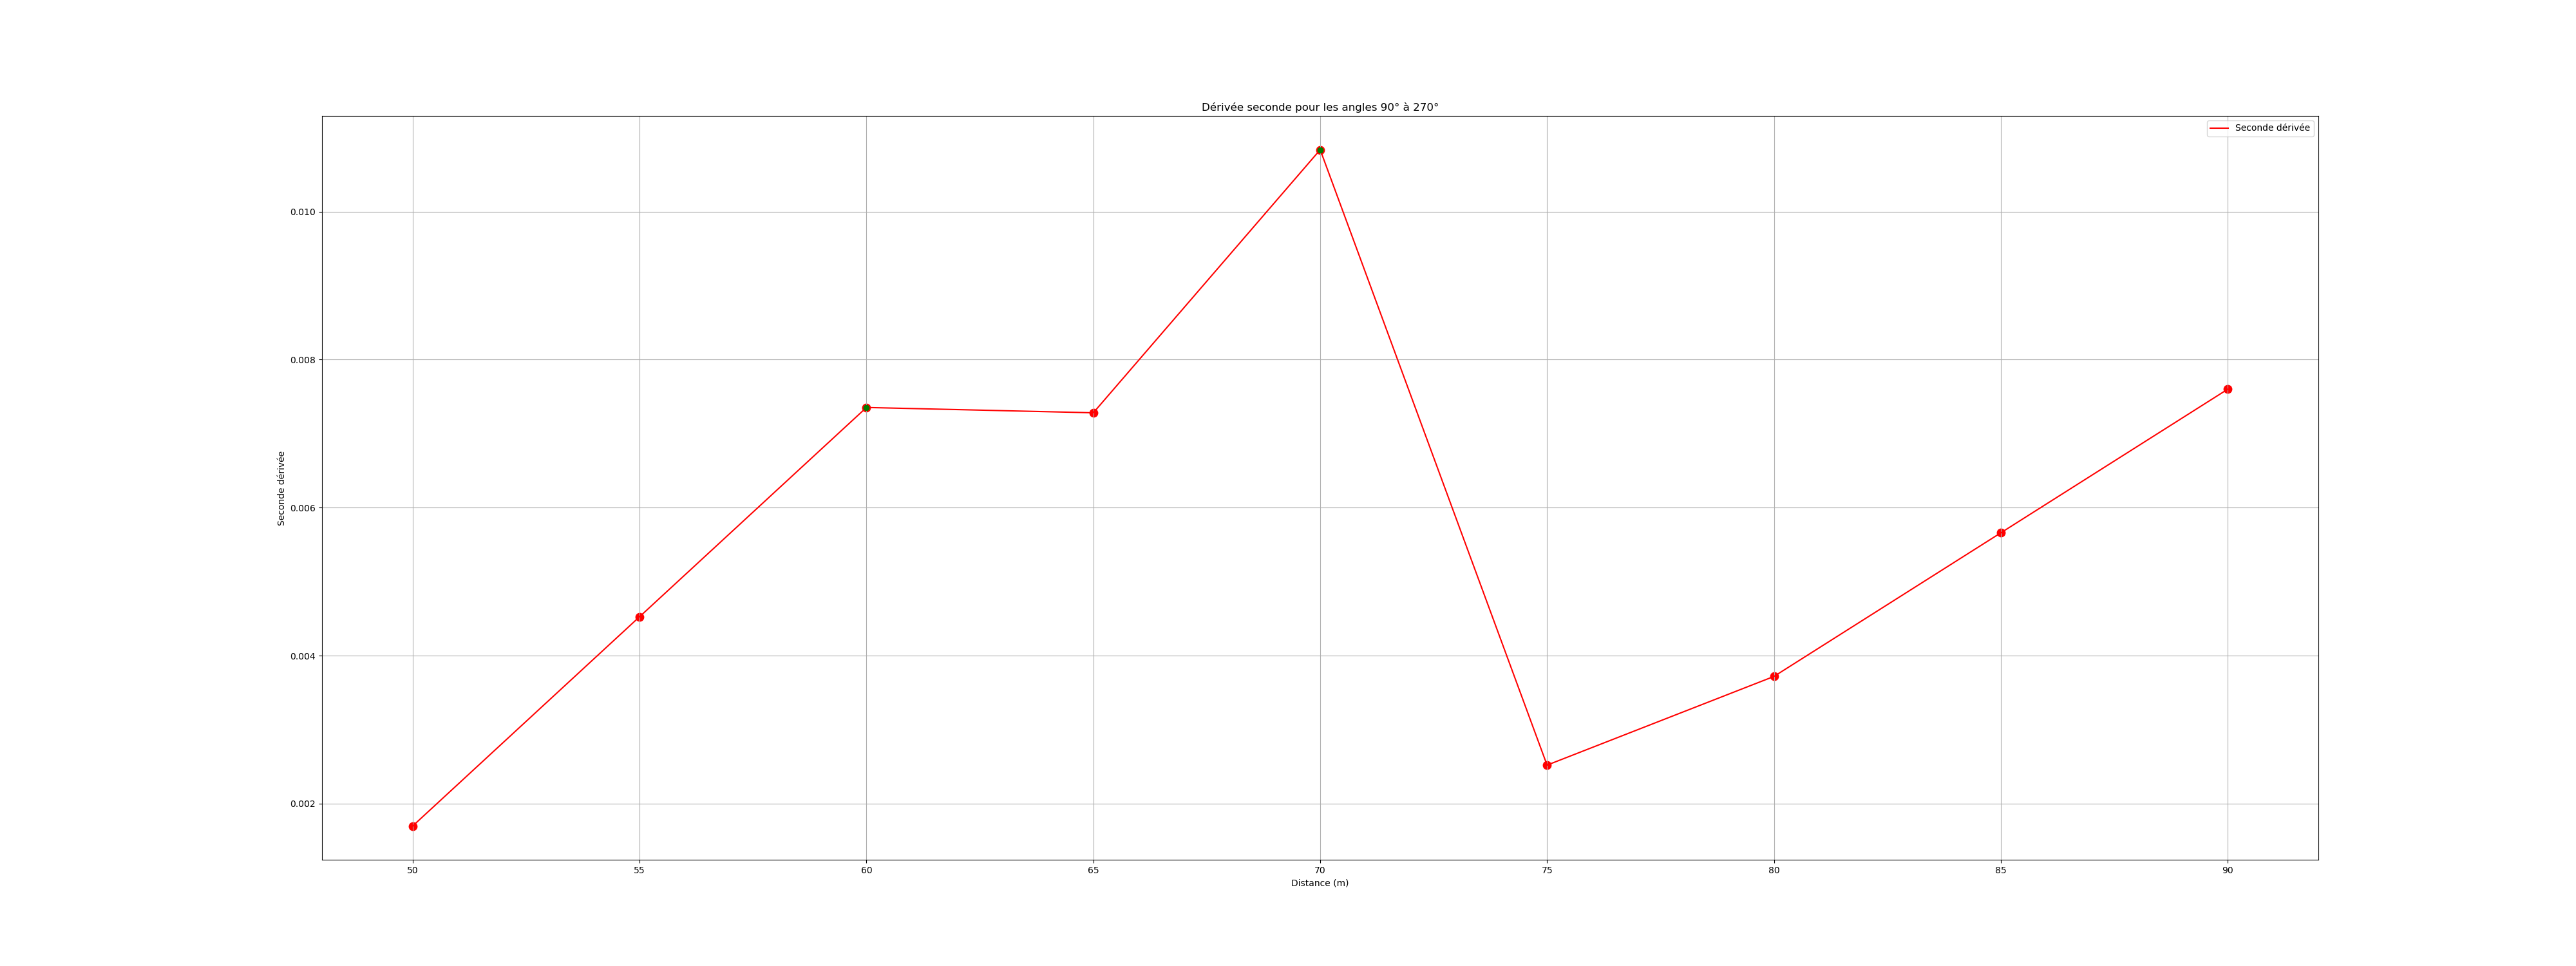 Dérivée seconde pour les angles 90° à 270°
Seconde dérivée
0.010
0.008
0.006
0.004
0.002
Seconde dérivée
50 55 60 65 70 75 80 85 90
Distance (m)